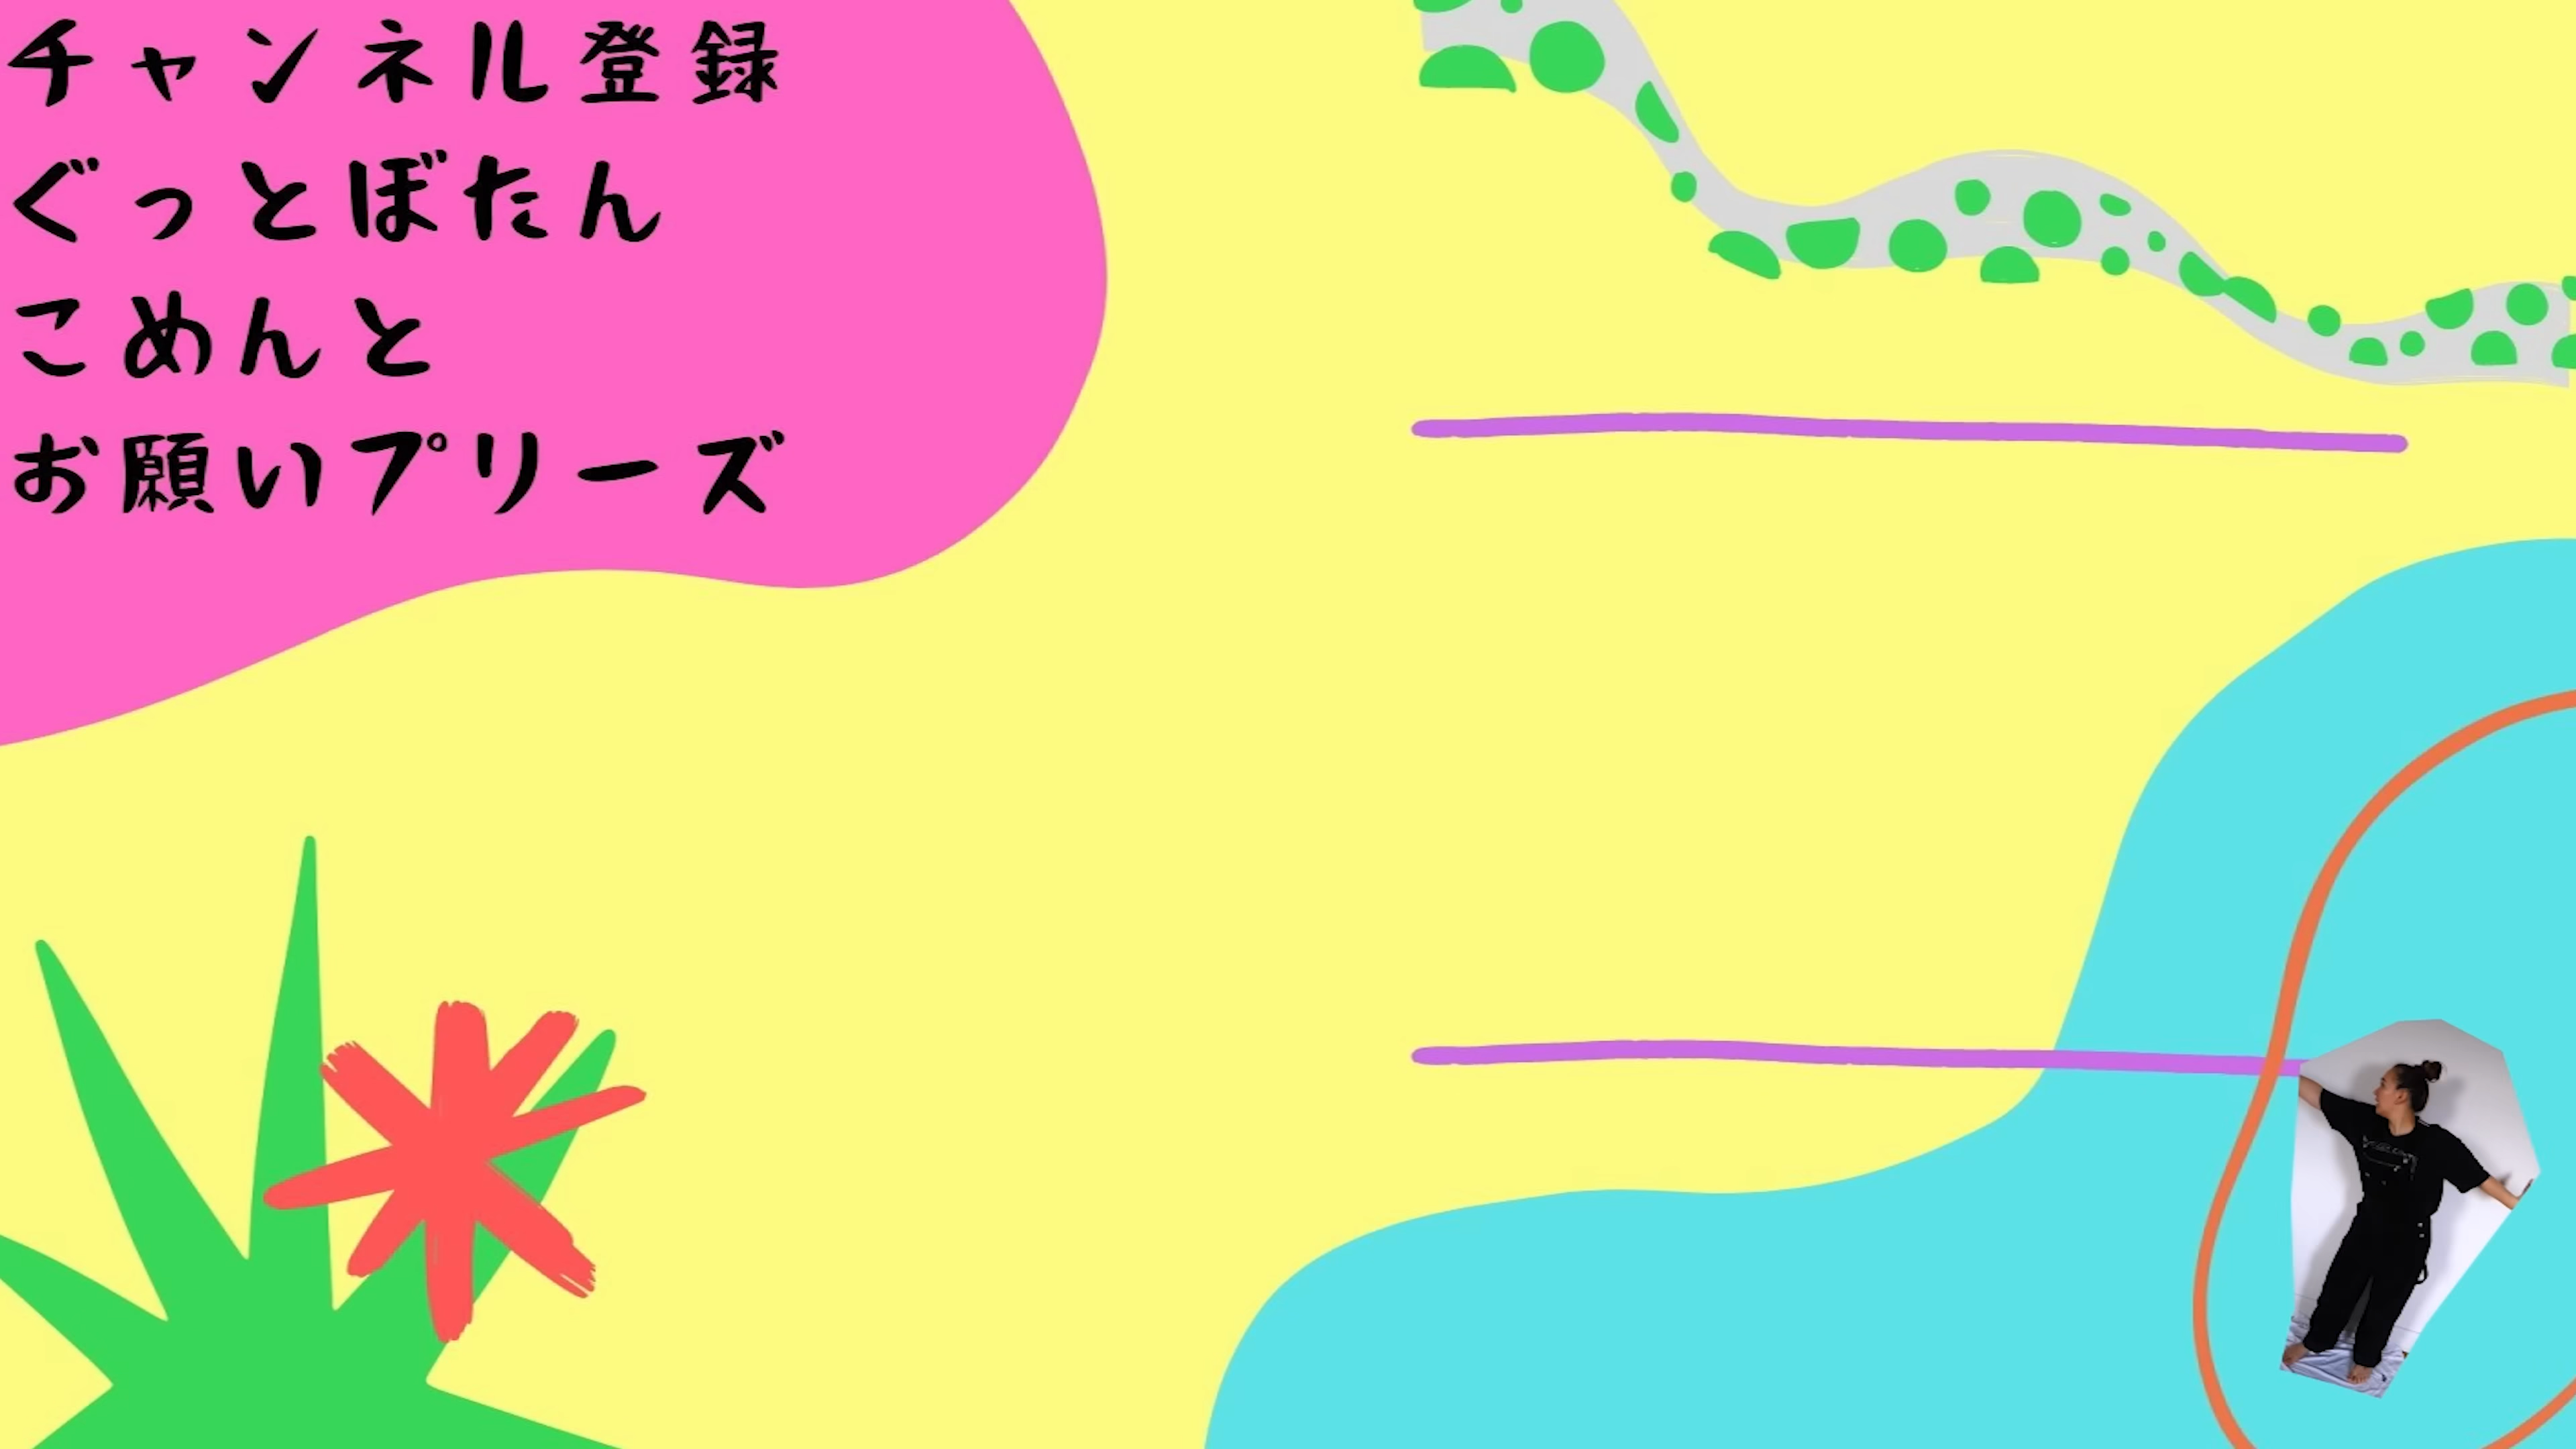 チャンネル登録
ぐっとぼたん
こめんと
お願いプリーズ